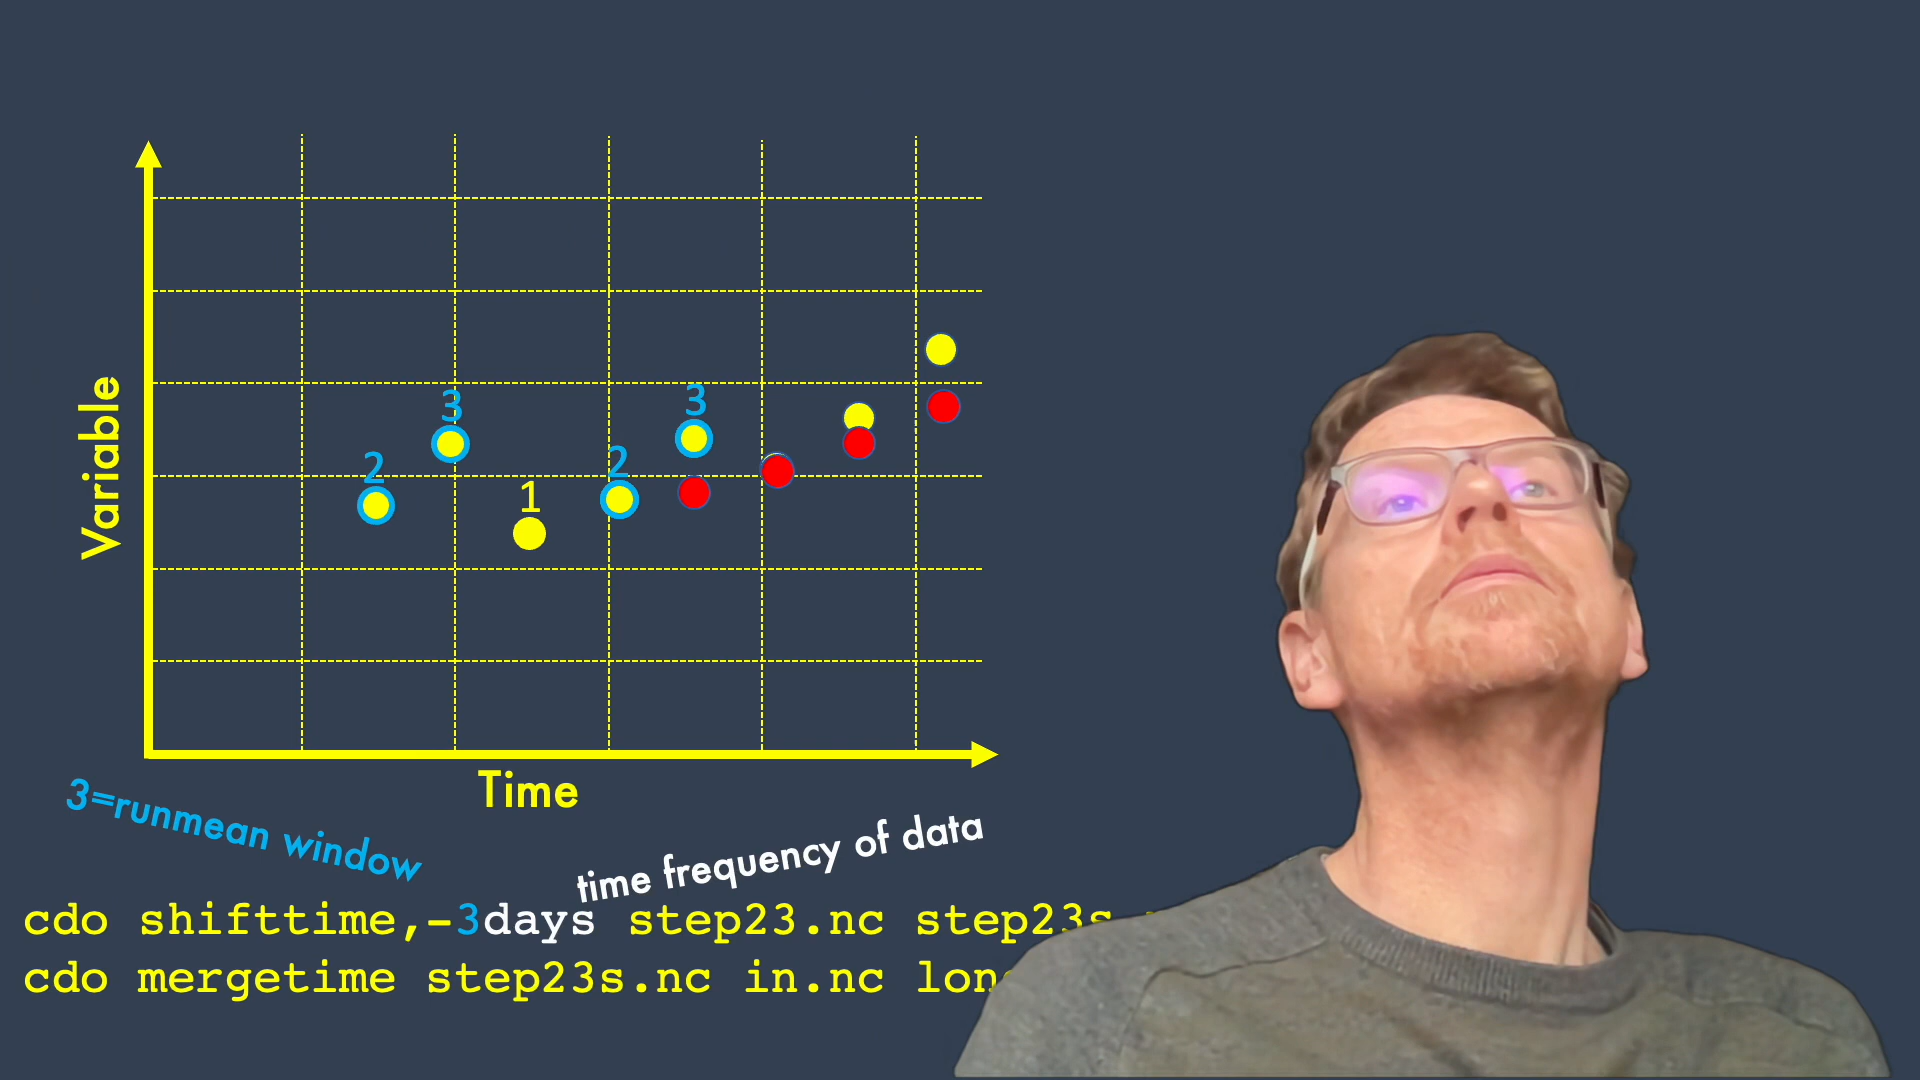 3
3
2
2
1
Variable
Time
3=runmean window
time frequency of data
cdo shifttime,-3days step23.nc step23s
cdo mergetime step23s.nc in.nc